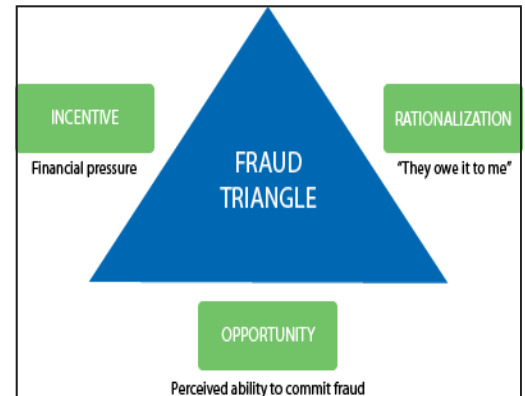 INCENTIVE
Financial pressure
FRAUD
TRIANGLE
RATIONALIZATION
"They owe it to me"
OPPORTUNITY
Perceived ability to commit fraud